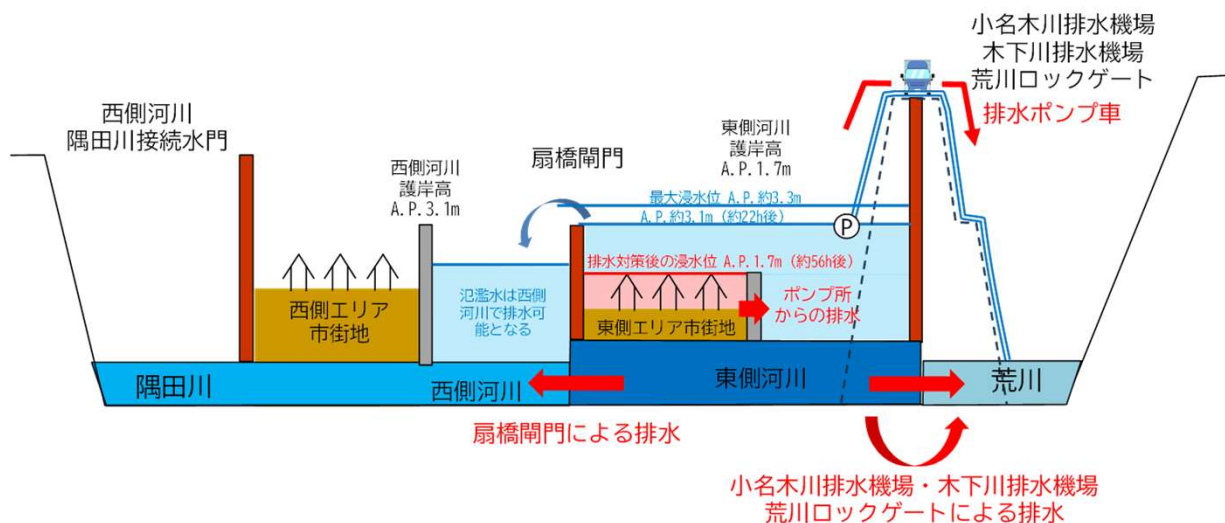 小名木川排水機場
木下川排水機場
荒川ロックゲート
排水ポンプ車
西側河川
隅田川接続水門
西側河川
護岸高
A.P.3.1m
扇橋閘門
東側河川
護岸高
A.P.1.7m
最大浸水位 A.P.約3.3m
A.P.約3.1m（約22h後）
P
排水対策後の浸水位 A.P.1.7m（約56h後）
西側エリア
市街地
氾濫水は西側
河川で排水可
能となる
東側エリア市街地
ポンプ所
からの排水
隅田川
西側河川
東側河川
荒川
扇橋閘門による排水
小名木川排水機場・木下川排水機場
荒川ロックゲートによる排水